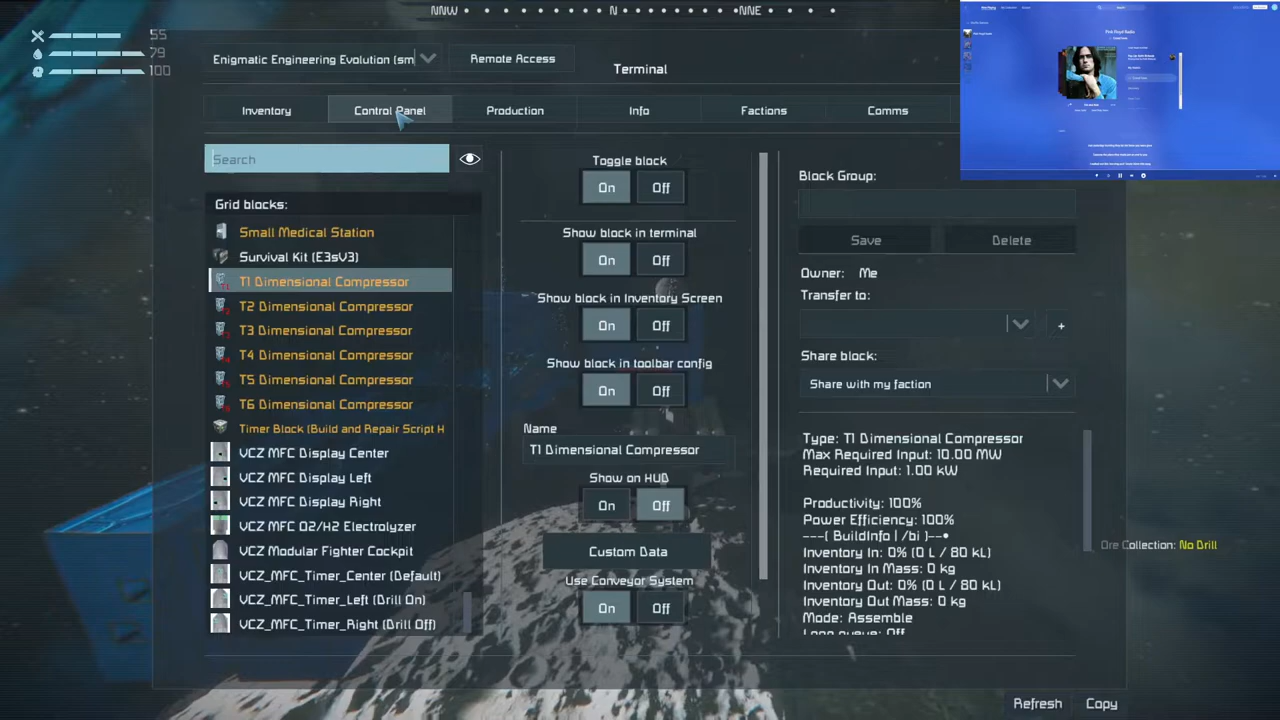 NNW
N
NNE
55
79
100
Enigmatic Engineering Evolution (sm
Remote Access
Terminal
Inventory
Control Panel
Production
Info
Factions
Comms
Search
Grid blocks:
Small Medical Station
Survival Kit (E3sV3)
T1 Dimensional Compressor
T2 Dimensional Compressor
T3 Dimensional Compressor
T4 Dimensional Compressor
T5 Dimensional Compressor
T6 Dimensional Compressor
Timer Block (Build and Repair Script H
VCZ MFC Display Center
VCZ MFC Display Left
VCZ MFC Display Right
VCZ MFC O2/H2 Electrolyzer
VCZ Modular Fighter Cockpit
VCZ_MFC_Timer_Center (Default)
VCZ_MFC_Timer_Left (Drill On)
VCZ_MFC_Timer_Right (Drill Off)
Toggle block
On Off
Show block in terminal
On Off
Show block in Inventory Screen
On Off
Show block in toolbar config
On Off
Name
T1 Dimensional Compressor
Show on HUD
On Off
Custom Data
Use Conveyor System
On Off
Block Group:
Save
Delete
Owner: Me
Transfer to:
+
Share block:
Share with my faction
Type: T1 Dimensional Compressor
Max Required Input: 10.00 MW
Required Input: 1.00 kW
Productivity: 100%
Power Efficiency: 100%
---{ BuildInfo | /bi }--•
Inventory In: 0% (0 L / 80 kL)
Inventory In Mass: 0 kg
Inventory Out: 0% (0 L / 80 kL)
Inventory Out Mass: 0 kg
Mode: Assemble
Loop queue: Off
Ore Collection: No Drill
Refresh
Copy
Pink Floyd Radio